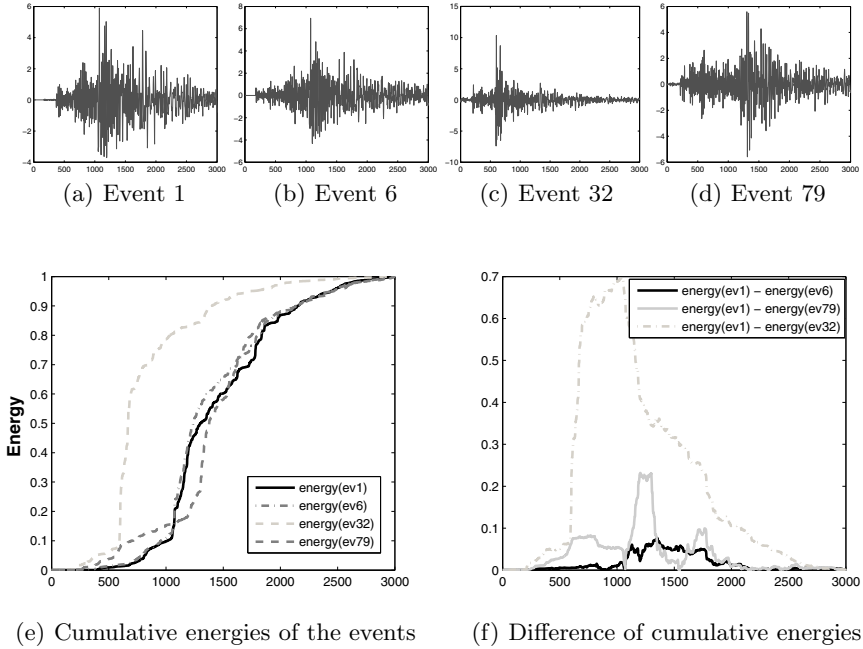 6
4
2
0
−2
−4
0 500 1000 1500 2000 2500 3000
(a) Event 1
8
6
4
2
0
−2
−4
−6
0 500 1000 1500 2000 2500 3000
(b) Event 6
15
10
5
0
−5
−10
0 500 1000 1500 2000 2500 3000
(c) Event 32
6
4
2
0
−2
−4
−6
0 500 1000 1500 2000 2500 3000
(d) Event 79
Energy
1
0.9
0.8
0.7
0.6
0.5
0.4
0.3
0.2
0.1
0
0 500 1000 1500 2000 2500 3000
energy(ev1)
energy(ev6)
energy(ev32)
energy(ev79)
(e) Cumulative energies of the events
0.7
0.6
0.5
0.4
0.3
0.2
0.1
0
0 500 1000 1500 2000 2500 3000
energy(ev1) − energy(ev6)
energy(ev1) − energy(ev79)
energy(ev1) − energy(ev32)
(f) Difference of cumulative energies